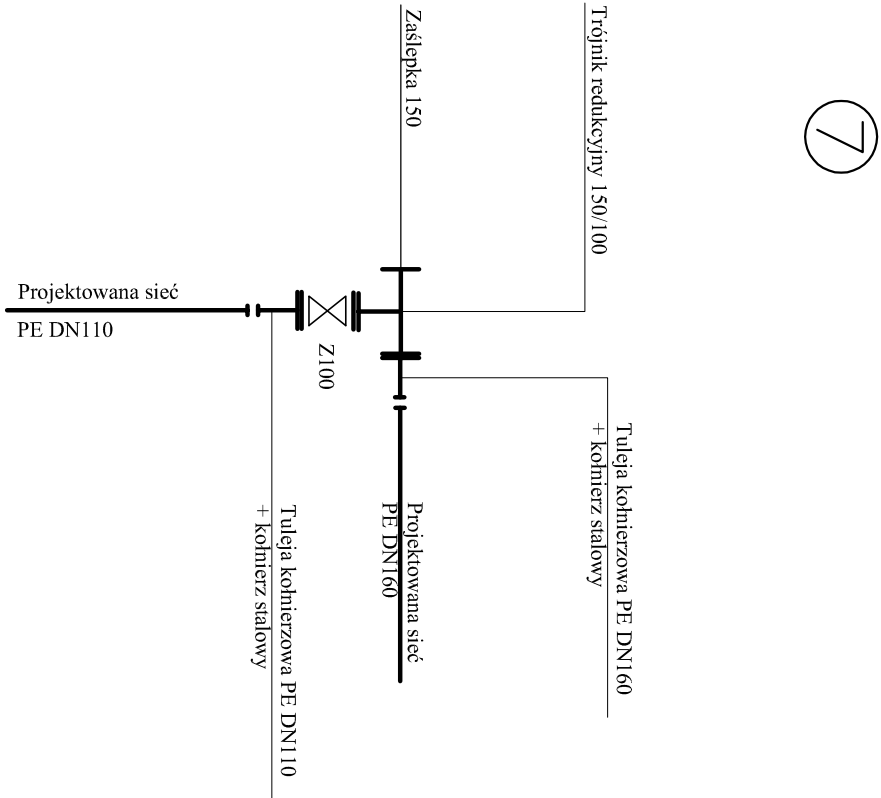 7
Trójnik redukcyjny 150/100
Tuleja kołnierzowa PE DN160
+ kołnierz stalowy
Zaślepka 150
Projektowana sieć
PE DN160
Z100
Tuleja kołnierzowa PE DN110
+ kołnierz stalowy
Projektowana sieć
PE DN110